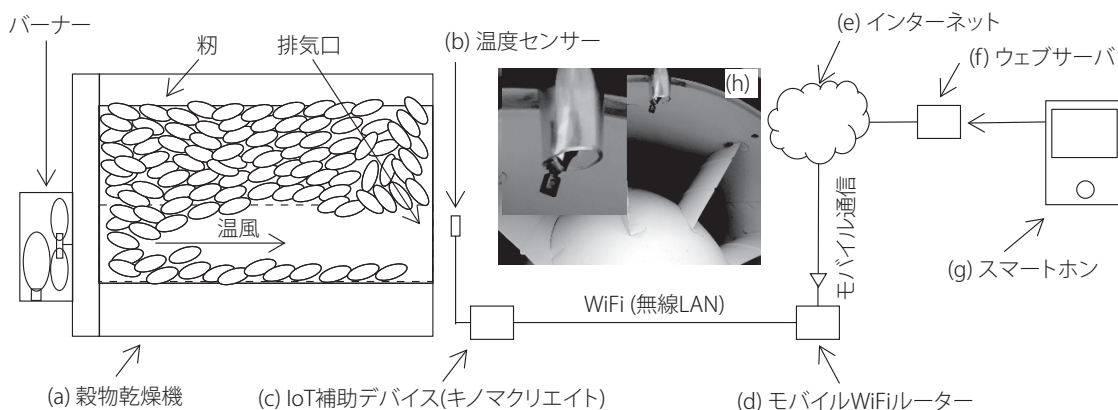 バーナー
籾
排気口
(b) 温度センサー
(h)
(e) インターネット
(f) ウェブサーバ
温風
モバイル通信
(g) スマートホン
WiFi (無線LAN)
(a) 穀物乾燥機
(c) IoT補助デバイス(キノマクリエイト)
(d) モバイルWiFiルーター